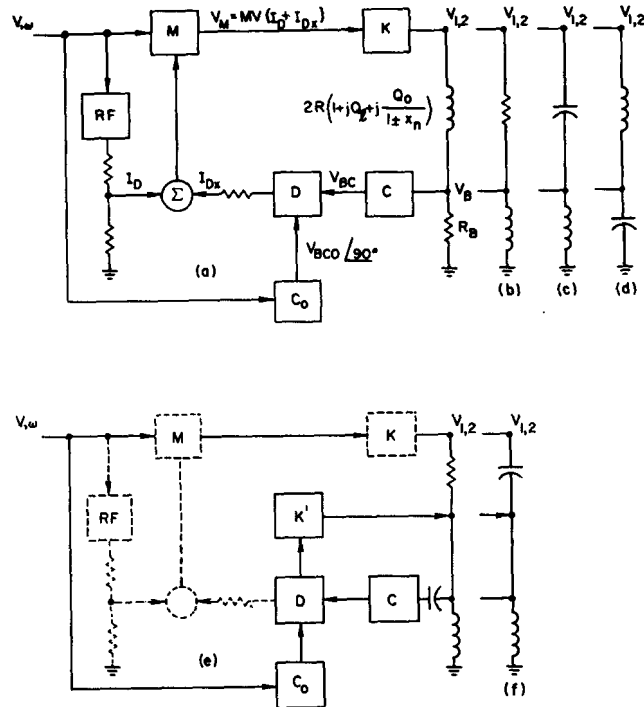 V,ω
M
V_M = MV (I_D + I_Dx)
K
V_1,2 V_1,2 V_1,2 V_1,2
RF
2R(1+jQ_ℓ+j Q_0/(1±x_n))
I_D
Σ
I_Dx
D
V_BC
C
V_B
R_B
V_BCO ∠90°
(a)
(b)
(c)
(d)
C_0
V,ω
M
K
V_1,2 V_1,2
RF
K'
D
C
(e)
C_0
(f)